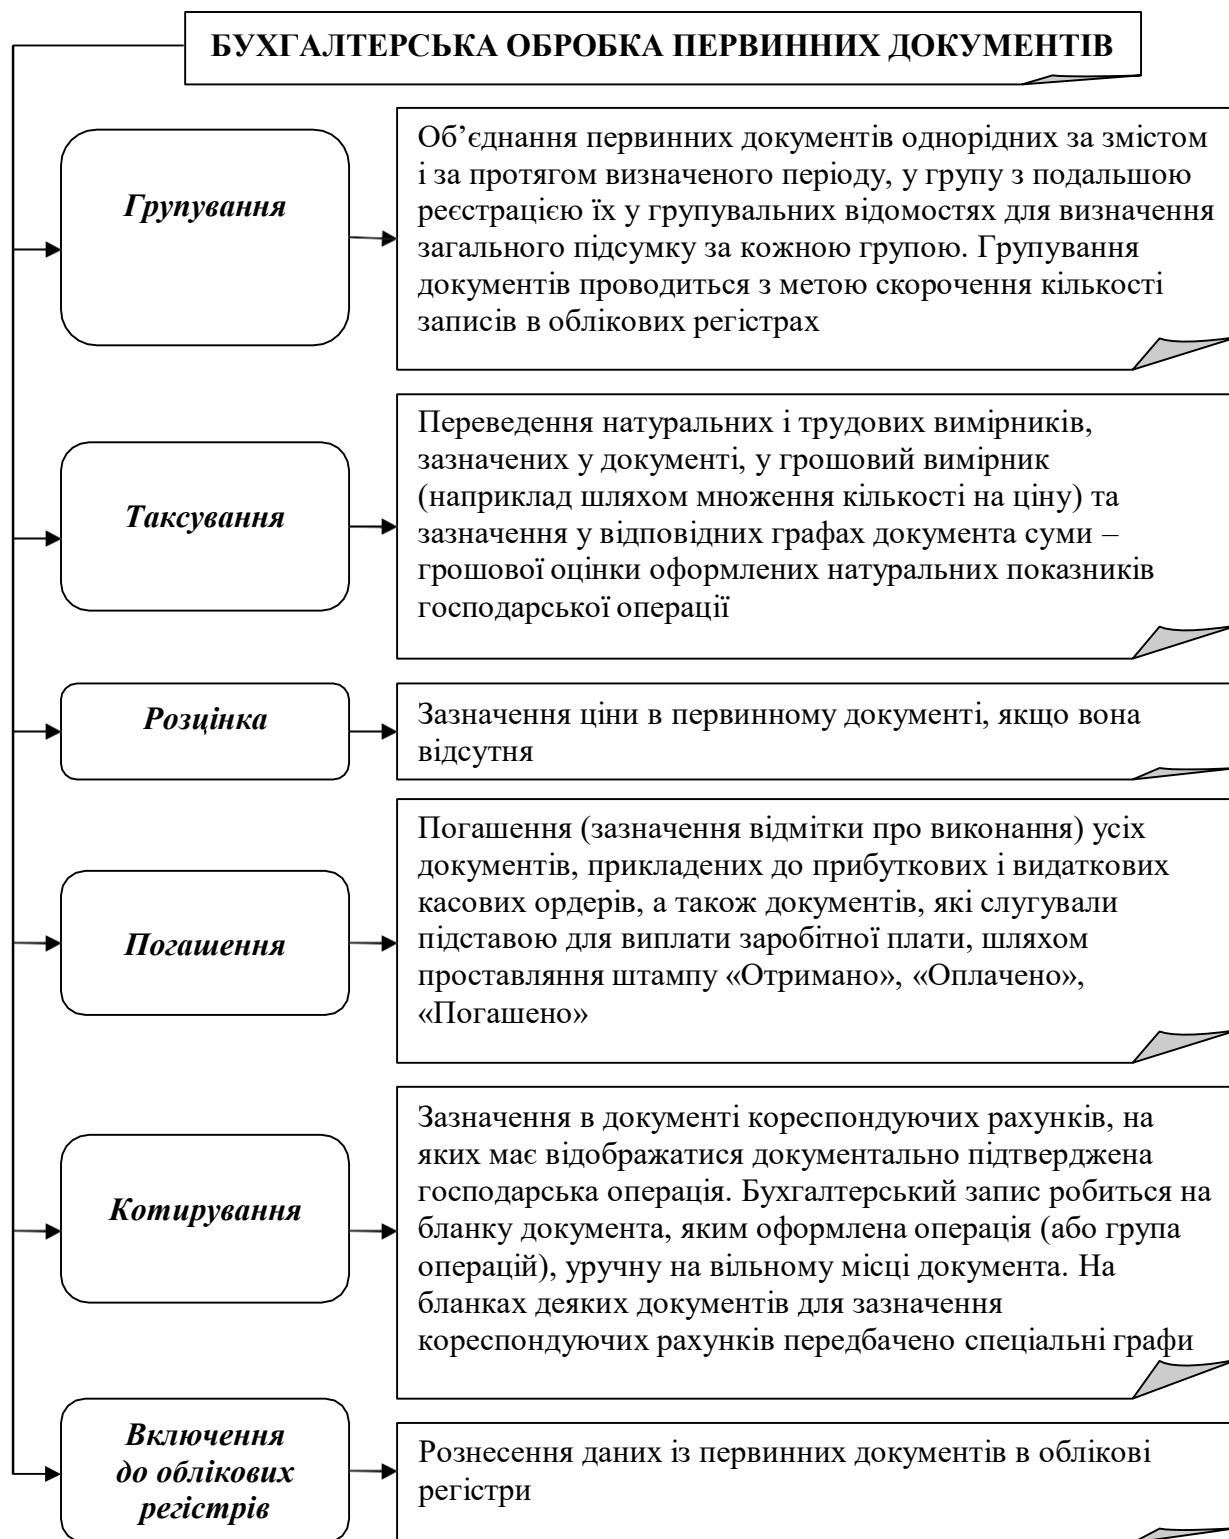 БУХГАЛТЕРСЬКА ОБРОБКА ПЕРВИННИХ ДОКУМЕНТІВ
Групування
Об’єднання первинних документів однорідних за змістом
і за протягом визначеного періоду, у групу з подальшою
реєстрацією їх у групувальних відомостях для визначення
загального підсумку за кожною групою. Групування
документів проводиться з метою скорочення кількості
записів в облікових регістрах
Таксування
Переведення натуральних і трудових вимірників,
зазначених у документі, у грошовий вимірник
(наприклад шляхом множення кількості на ціну) та
зазначення у відповідних графах документа суми –
грошової оцінки оформлених натуральних показників
господарської операції
Розцінка
Зазначення ціни в первинному документі, якщо вона
відсутня
Погашення
Погашення (зазначення відмітки про виконання) усіх
документів, прикладених до прибуткових і видаткових
касових ордерів, а також документів, які слугували
підставою для виплати заробітної плати, шляхом
проставляння штампу «Отримано», «Оплачено»,
«Погашено»
Котирування
Зазначення в документі кореспондуючих рахунків, на
яких має відображатися документально підтверджена
господарська операція. Бухгалтерський запис робиться на
бланку документа, яким оформлена операція (або група
операцій), уручну на вільному місці документа. На
бланках деяких документів для зазначення
кореспондуючих рахунків передбачено спеціальні графи
Включення
до облікових
регістрів
Рознесення даних із первинних документів в облікові
регістри